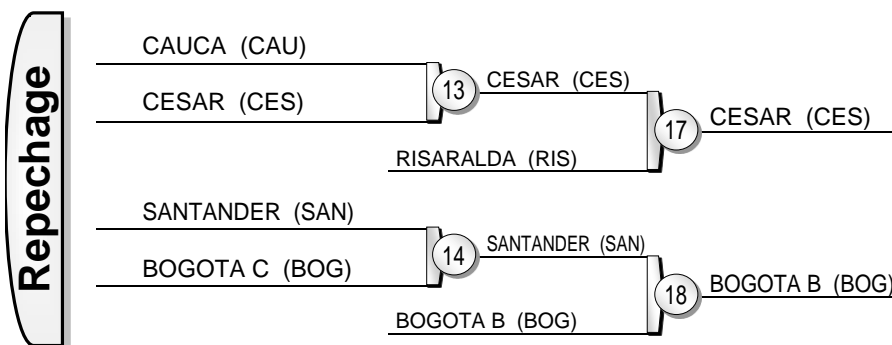 Repechage
CAUCA (CAU)
CESAR (CES)
13
CESAR (CES)
RISARALDA (RIS)
17
CESAR (CES)
SANTANDER (SAN)
BOGOTA C (BOG)
14
SANTANDER (SAN)
BOGOTA B (BOG)
18
BOGOTA B (BOG)